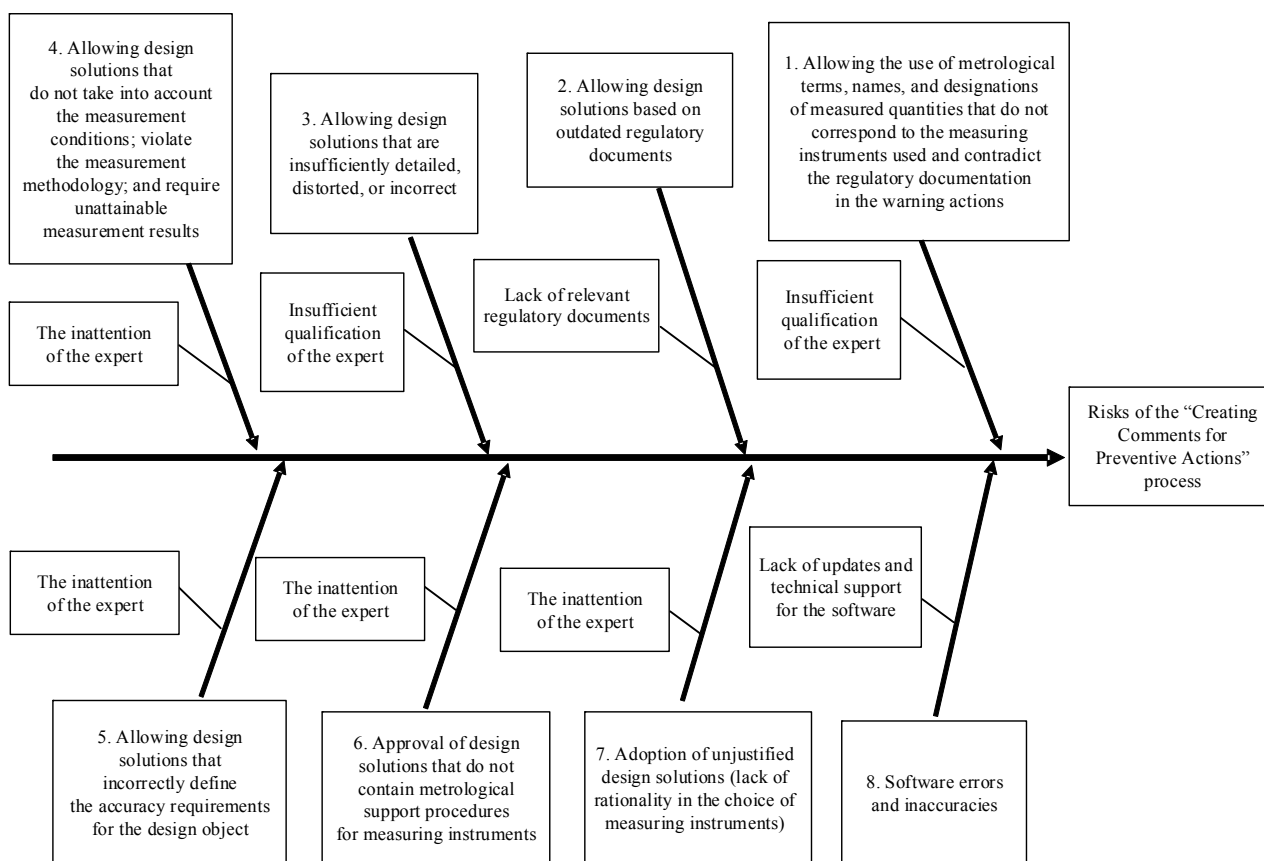 4. Allowing design
solutions that
do not take into account
the measurement
conditions; violate
the measurement
methodology; and require
unattainable
measurement results
3. Allowing design
solutions that are
insufficiently detailed,
distorted, or incorrect
2. Allowing design
solutions based on
outdated regulatory
documents
1. Allowing the use of metrological
terms, names, and designations
of measured quantities that do not
correspond to the measuring
instruments used and contradict
the regulatory documentation
in the warning actions
The inattention
of the expert
Insufficient
qualification
of the expert
Lack of relevant
regulatory documents
Insufficient
qualification
of the expert
Risks of the “Creating
Comments for
Preventive Actions”
process
The inattention
of the expert
The inattention
of the expert
The inattention
of the expert
Lack of updates and
technical support
for the software
5. Allowing design
solutions that
incorrectly define
the accuracy requirements
for the design object
6. Approval of design
solutions that do not
contain metrological
support procedures
for measuring instruments
7. Adoption of unjustified
design solutions (lack of
rationality in the choice of
measuring instruments)
8. Software errors
and inaccuracies